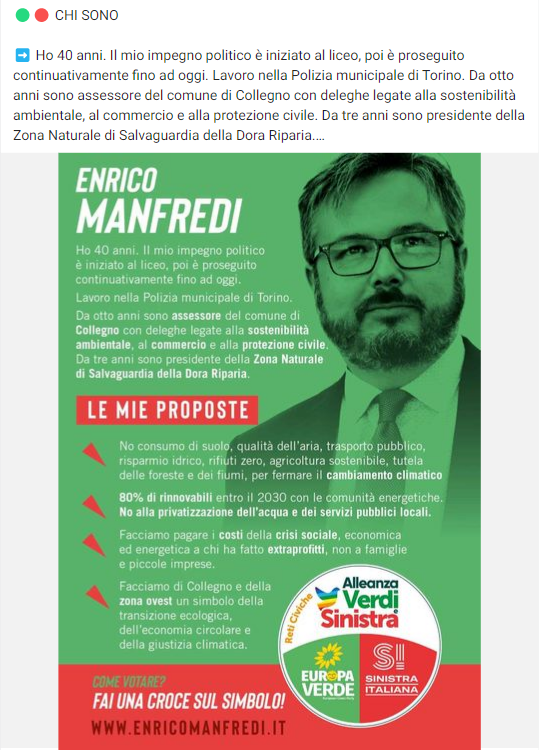 CHI SONO
Ho 40 anni. Il mio impegno politico è iniziato al liceo, poi è proseguito
continuativamente fino ad oggi. Lavoro nella Polizia municipale di Torino. Da otto
anni sono assessore del comune di Collegno con deleghe legate alla sostenibilità
ambientale, al commercio e alla protezione civile. Da tre anni sono presidente della
Zona Naturale di Salvaguardia della Dora Riparia....
ENRICO
MANFREDI
Ho 40 anni. Il mio impegno politico
è iniziato al liceo, poi è proseguito
continuativamente fino ad oggi.
Lavoro nella Polizia municipale di Torino.
Da otto anni sono assessore del comune di
Collegno con deleghe legate alla sostenibilità
ambientale, al commercio e alla protezione civile.
Da tre anni sono presidente della Zona Naturale
di Salvaguardia della Dora Riparia.
LE MIE PROPOSTE
No consumo di suolo, qualità dell'aria, trasporto pubblico,
risparmio idrico, rifiuti zero, agricoltura sostenibile, tutela
delle foreste e dei fiumi, per fermare il cambiamento climatico
80% di rinnovabili entro il 2030 con le comunità energetiche.
No alla privatizzazione dell'acqua e dei servizi pubblici locali.
Facciamo pagare i costi della crisi sociale, economica
ed energetica a chi ha fatto extraprofitti, non a famiglie
e piccole imprese.
Facciamo di Collegno e della
zona ovest un simbolo della
transizione ecologica,
dell'economia circolare e
della giustizia climatica.
Reti Civiche
Alleanza
Verdi
Sinistra
EUROPA
VERDE
S!
SINISTRA
ITALIANA
COME VOTARE?
FAI UNA CROCE SUL SIMBOLO!
WWW.ENRICOMANFREDI.IT